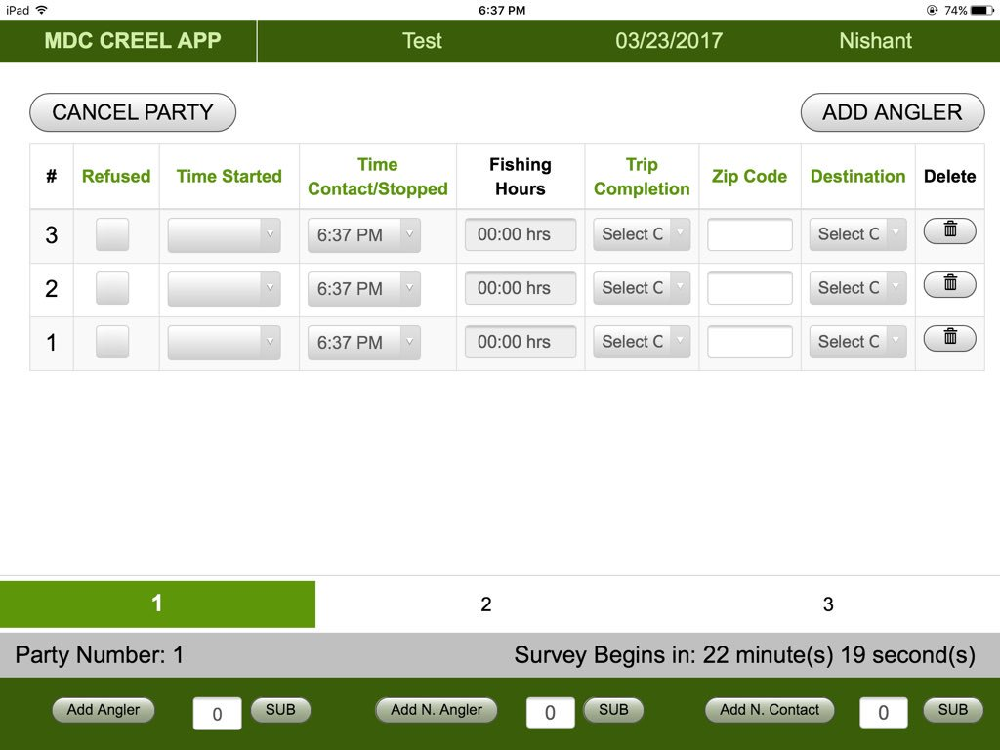 iPad 6:37 PM 74%
MDC CREEL APP Test 03/23/2017 Nishant
CANCEL PARTY ADD ANGLER
# Refused Time Started Time Contact/Stopped Fishing Hours Trip Completion Zip Code Destination Delete
3 6:37 PM 00:00 hrs Select C Select C
2 6:37 PM 00:00 hrs Select C Select C
1 6:37 PM 00:00 hrs Select C Select C
1 2 3
Party Number: 1 Survey Begins in: 22 minute(s) 19 second(s)
Add Angler 0 SUB Add N. Angler 0 SUB Add N. Contact 0 SUB